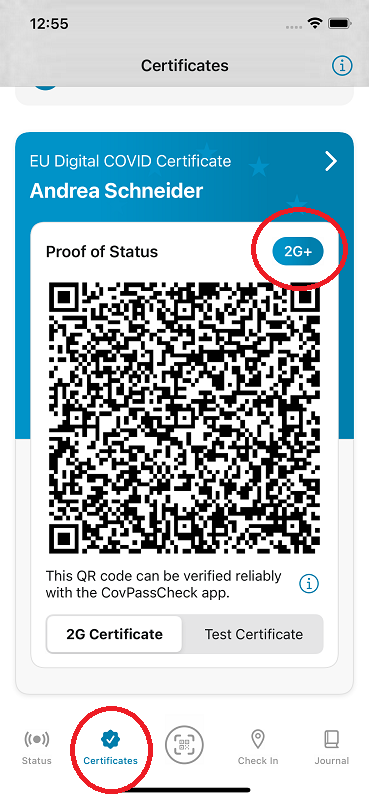 12:55
Certificates
EU Digital COVID Certificate
Andrea Schneider
Proof of Status
2G+
This QR code can be verified reliably
with the CovPassCheck app.
2G Certificate
Test Certificate
Status
Certificates
Check In
Journal